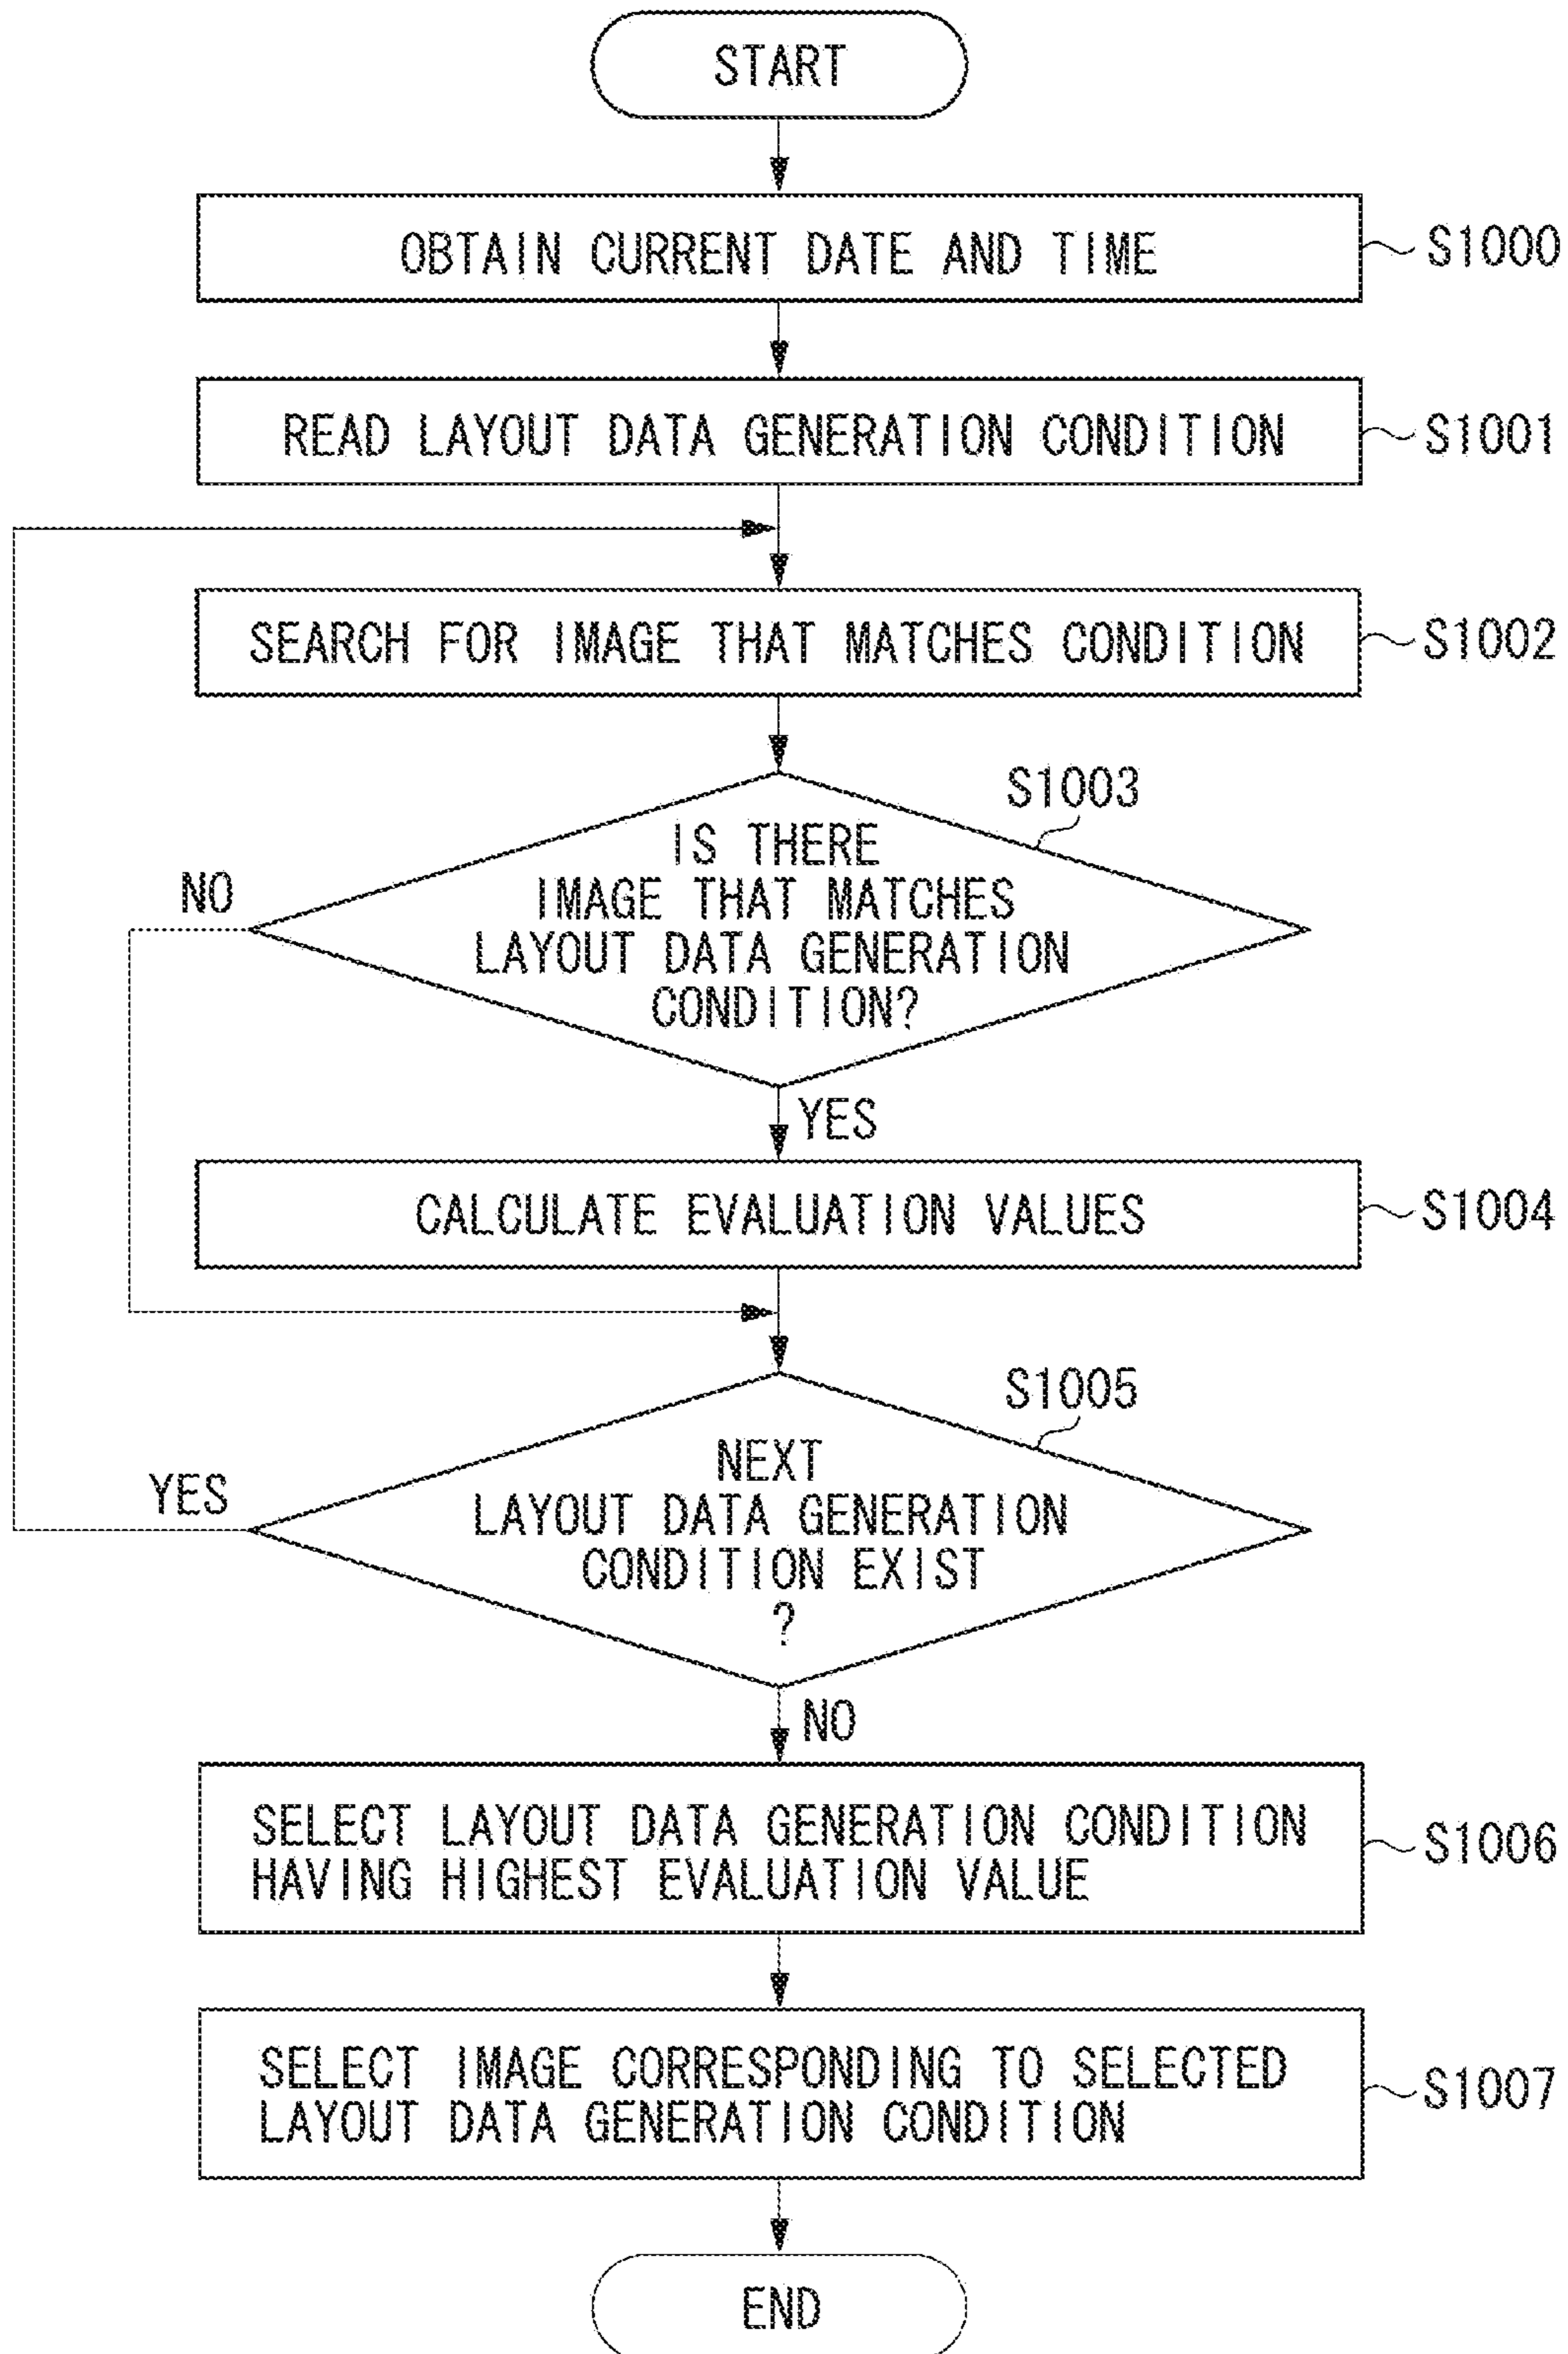 START
OBTAIN CURRENT DATE AND TIME
S1000
READ LAYOUT DATA GENERATION CONDITION
S1001
SEARCH FOR IMAGE THAT MATCHES CONDITION
S1002
S1003
IS THERE
IMAGE THAT MATCHES
LAYOUT DATA GENERATION
CONDITION?
NO
YES
CALCULATE EVALUATION VALUES
S1004
S1005
NEXT
LAYOUT DATA GENERATION
CONDITION EXIST
?
YES
NO
SELECT LAYOUT DATA GENERATION CONDITION
HAVING HIGHEST EVALUATION VALUE
S1006
SELECT IMAGE CORRESPONDING TO SELECTED
LAYOUT DATA GENERATION CONDITION
S1007
END